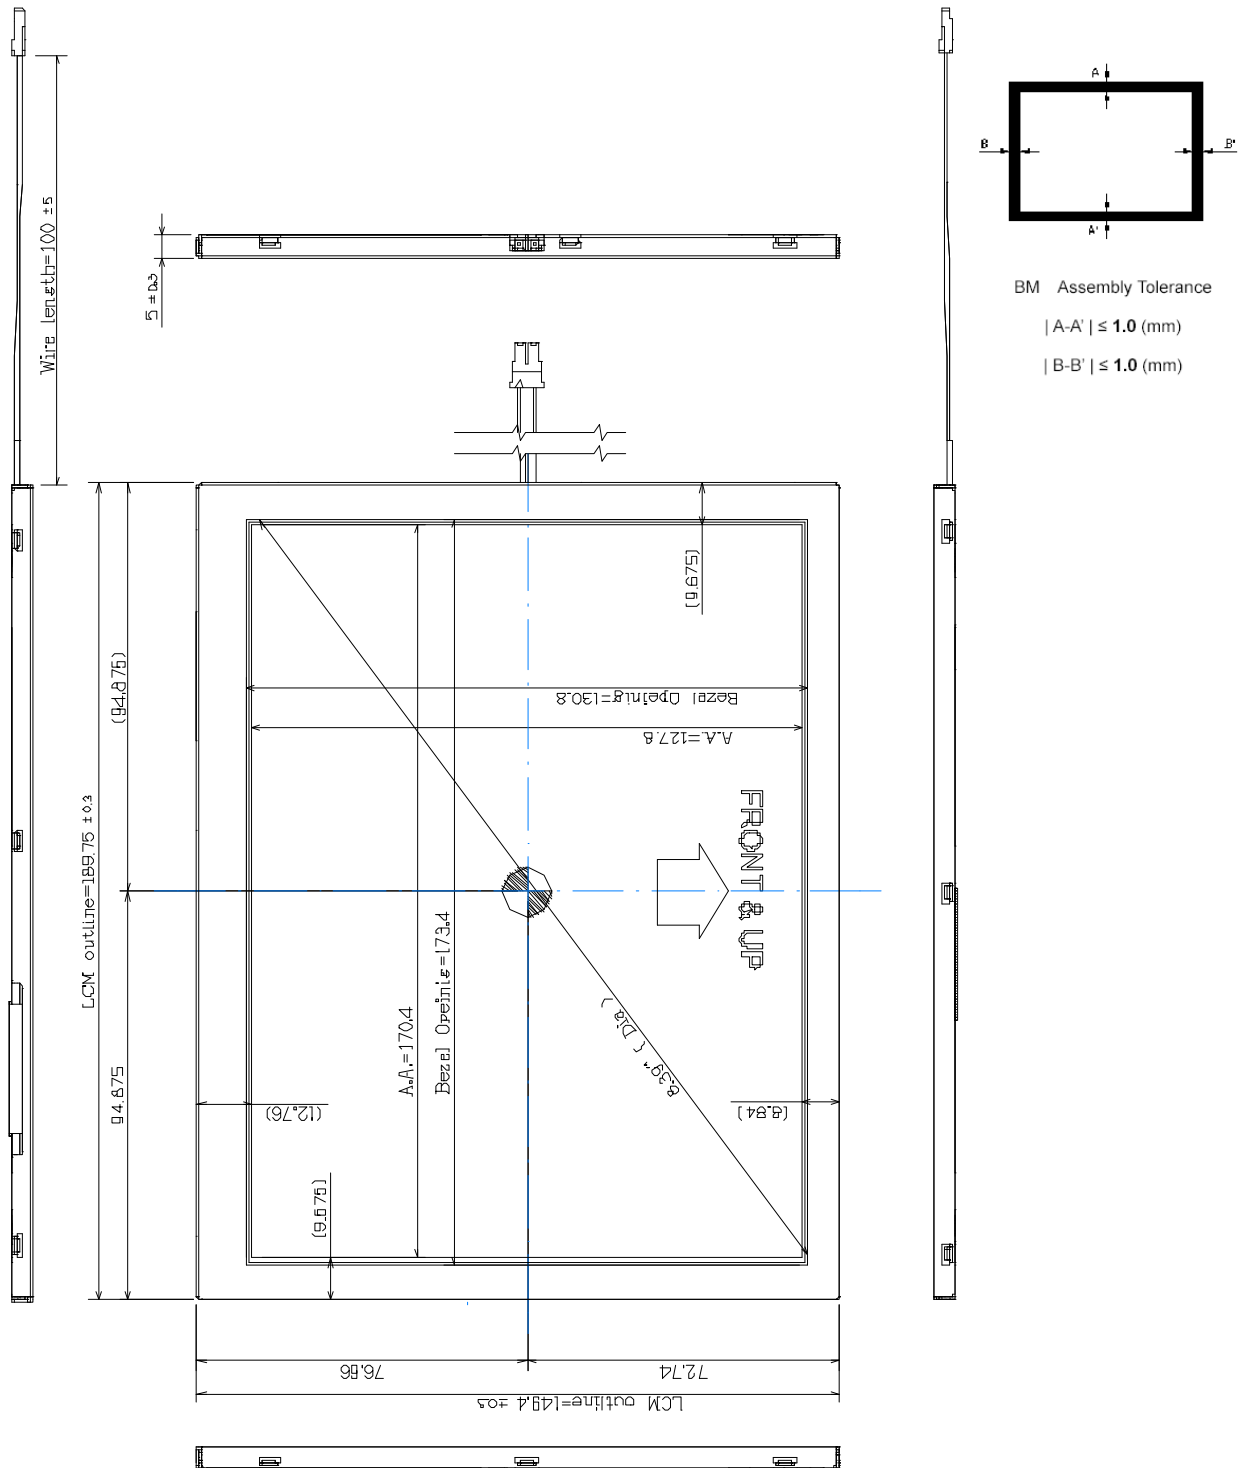 A
B
B'
A'
BM Assembly Tolerance
| A-A' | ≤ 1.0 (mm)
| B-B' | ≤ 1.0 (mm)
Wire length=100 ±5
5 ±0.3
(9.675)
(94.875)
Bezel Opeinig=130.8
A.A.=127.8
FRONT & UP
LCM outline=189.75 ±0.3
Bezel Opeinig=173.4
A.A.=170.4
8.39" ( Dia )
94.875
(12.76)
(8.84)
(9.675)
76.66
72.74
LCM outline=149.4 ±0.3